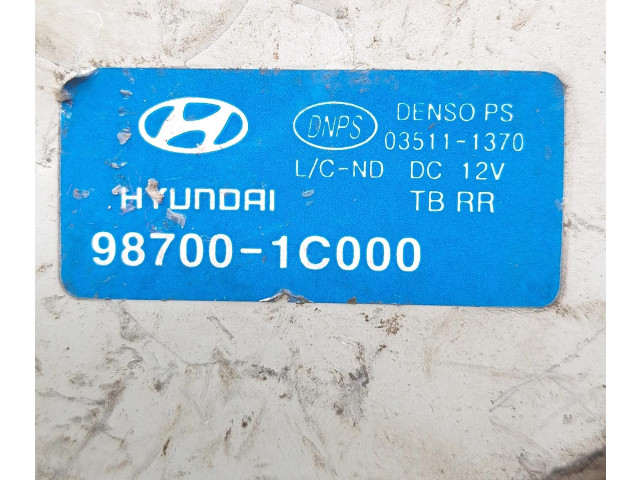 DNPS DENSO PS
03511-1370
L/C-ND DC 12V
HYUNDAI TB RR
98700-1C000